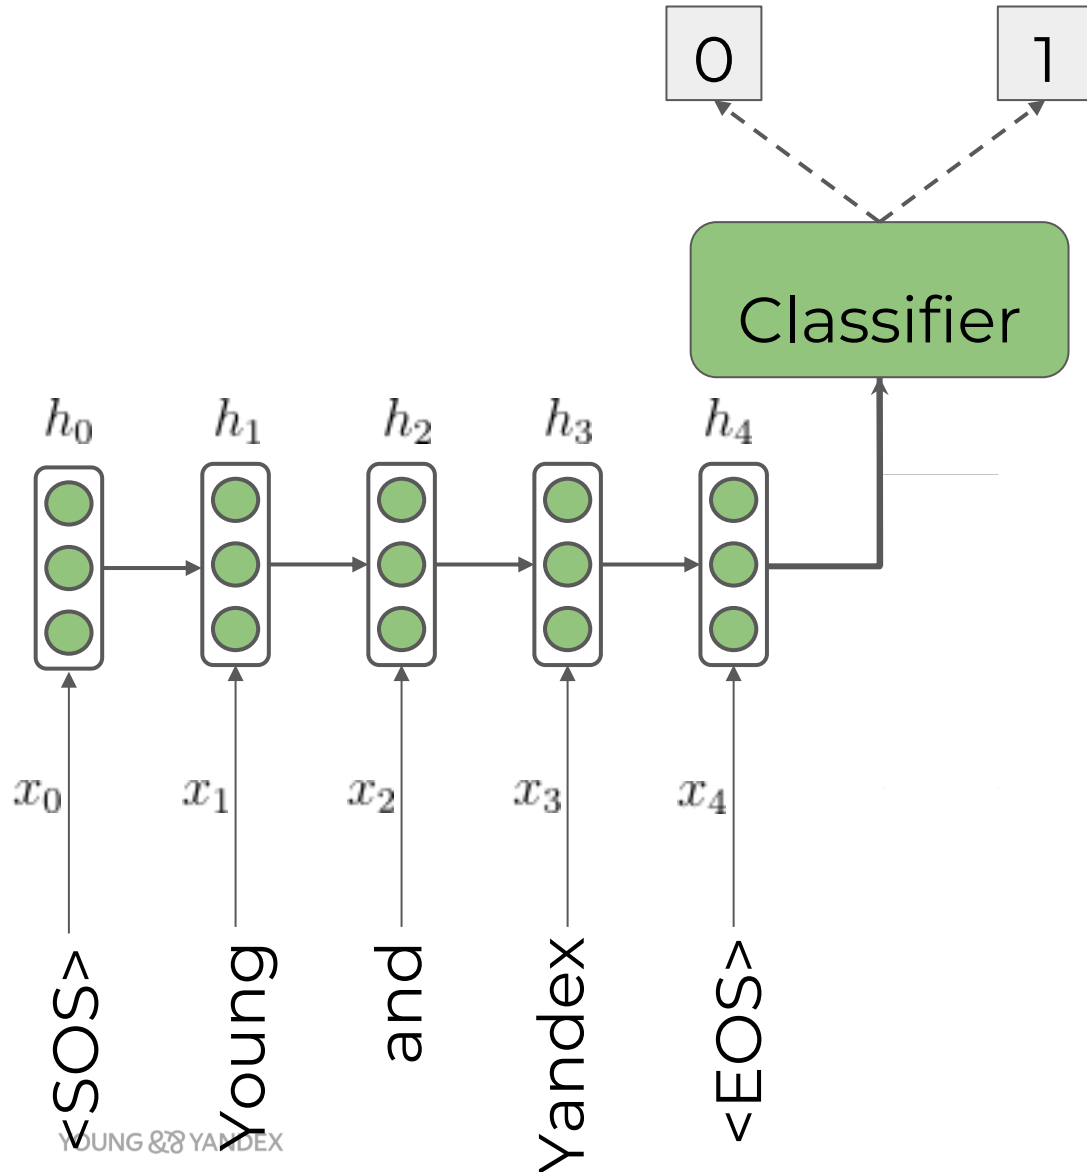 0 1
Classifier
h₀ h₁ h₂ h₃ h₄
x₀ x₁ x₂ x₃ x₄
<SOS> Young and Yandex <EOS>
YOUNG && YANDEX